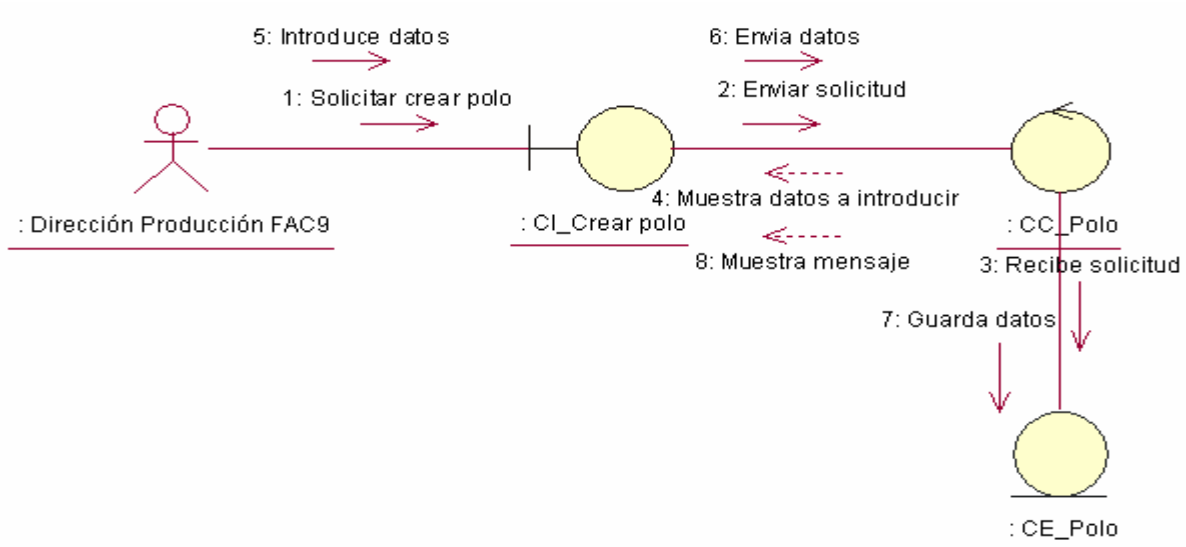 5: Introduce datos
6: Envia datos
1: Solicitar crear polo
2: Enviar solicitud
4: Muestra datos a introducir
: Dirección Producción FAC9
: CI_Crear polo
: CC_Polo
8: Muestra mensaje
3: Recibe solicitud
7: Guarda datos
: CE_Polo